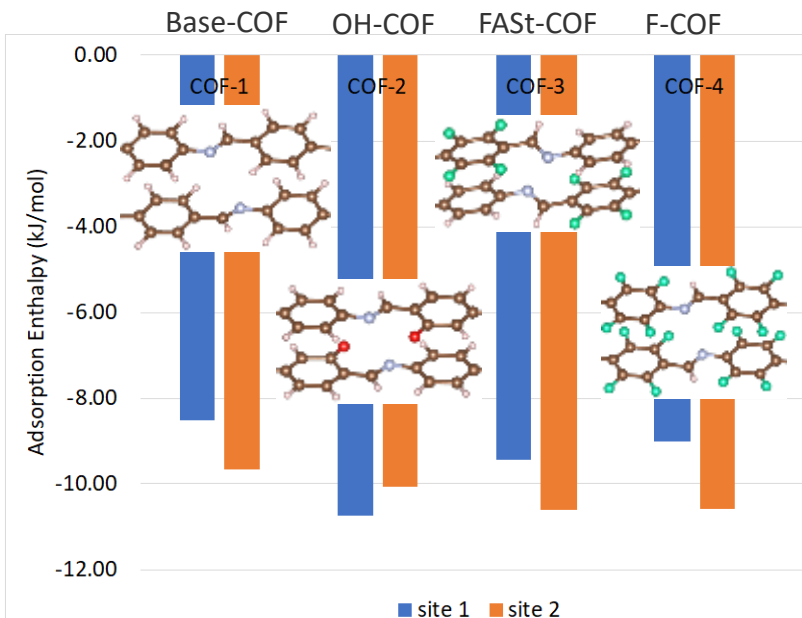 Base-COF OH-COF FASt-COF F-COF
0.00
COF-1 COF-2 COF-3 COF-4
-2.00
-4.00
-6.00
-8.00
-10.00
-12.00
Adsorption Enthalpy (kJ/mol)
site 1 site 2